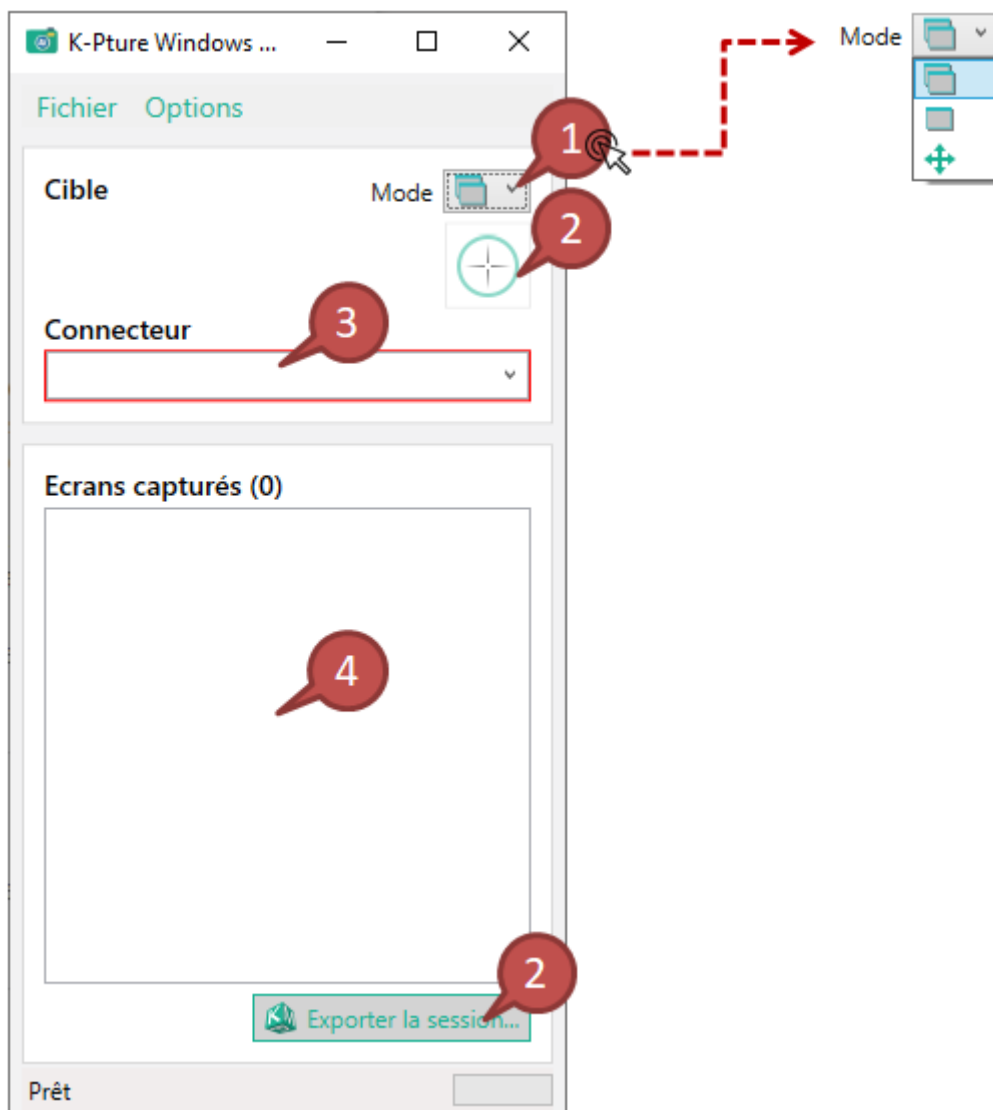 K-Pture Windows ...
Mode
Fichier Options
1
Cible
Mode
2
3
Connecteur
Ecrans capturés (0)
4
2
Exporter la session...
Prêt